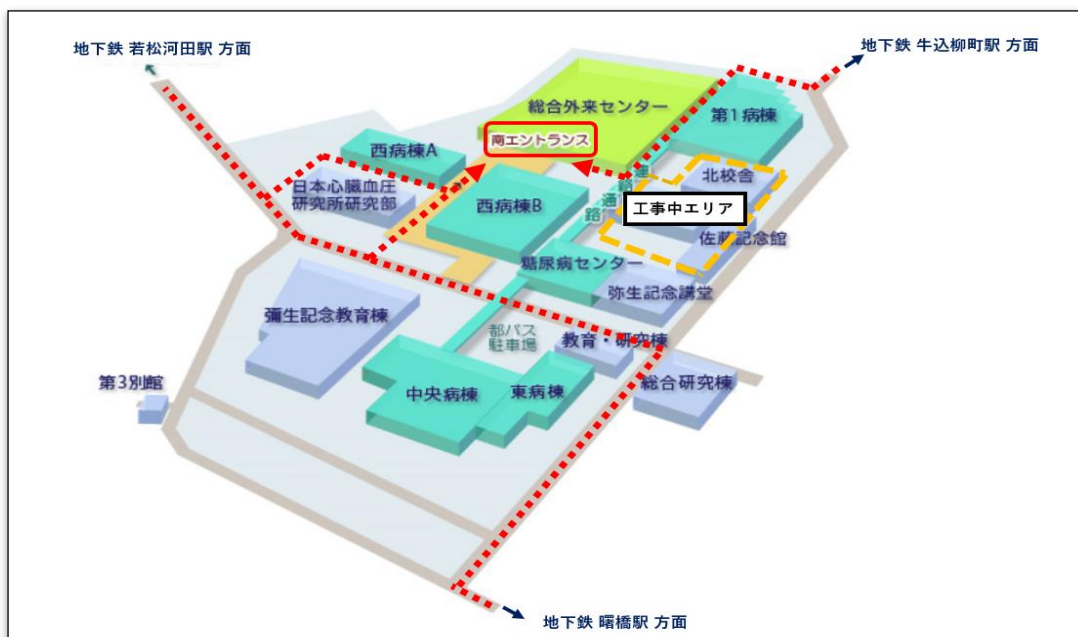 地下鉄 若松河田駅 方面
地下鉄 牛込柳町駅 方面
総合外来センター
第1病棟
南エントランス
西病棟A
北校舎
日本心臓血圧
研究所研究部
連絡
通路
工事中エリア
西病棟B
佐藤記念館
糖尿病センター
弥生記念講堂
彌生記念教育棟
都バス
駐車場
教育・研究棟
第3別館
中央病棟
東病棟
総合研究棟
地下鉄 曙橋駅 方面